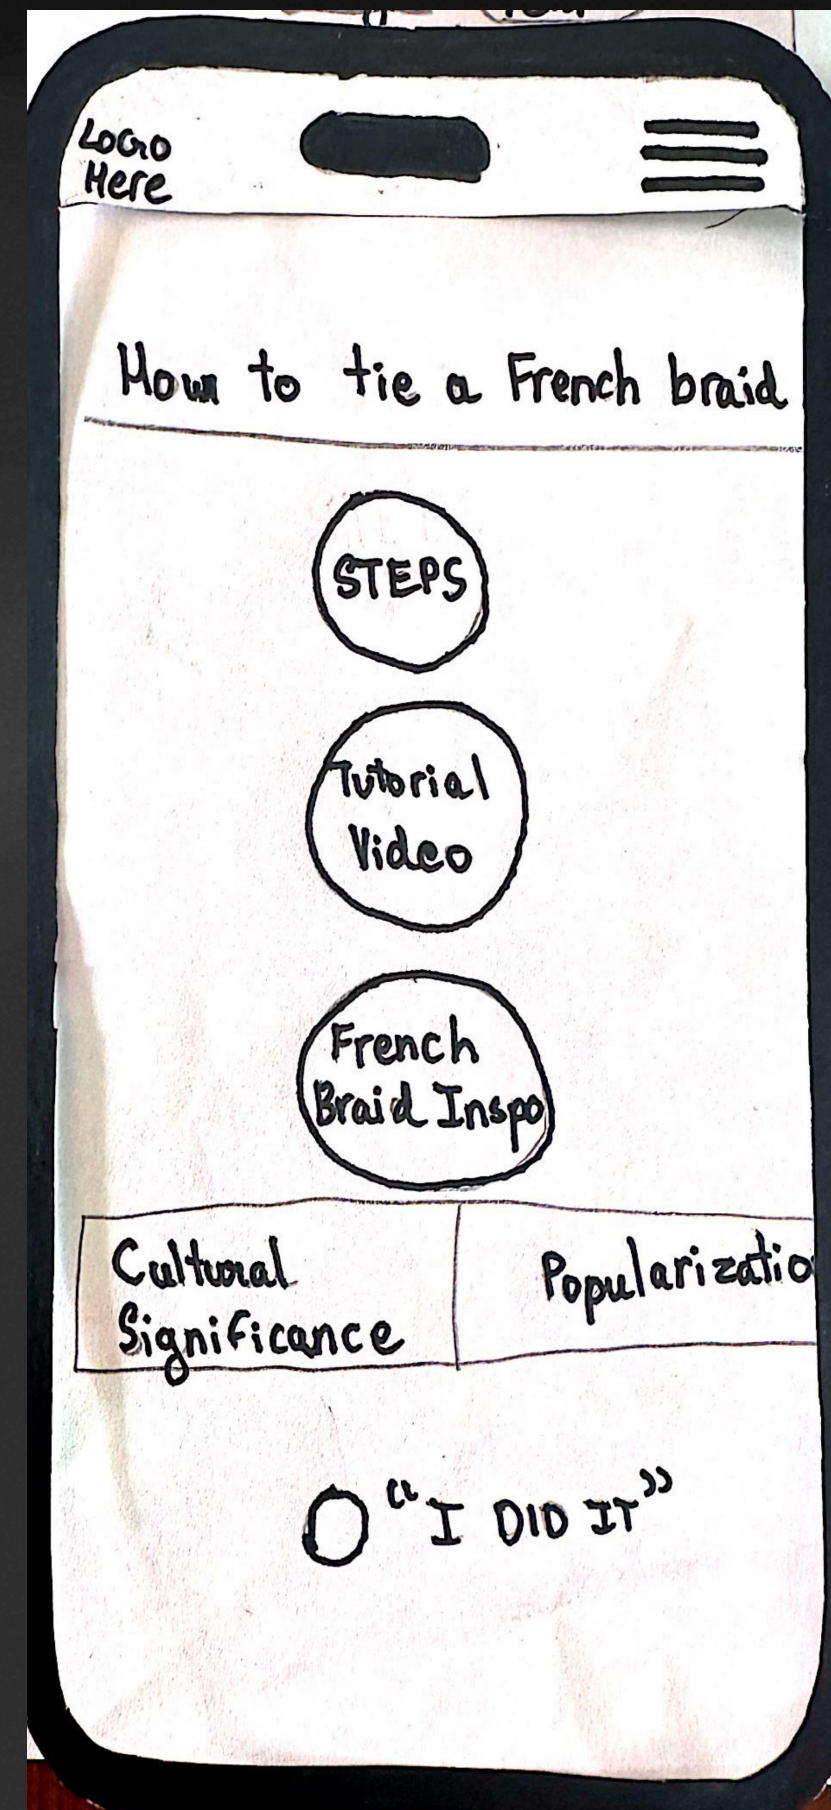 LOGO
Here
How to tie a French braid
STEPS
Tutorial
Video
French
Braid Inspo
Cultural
Significance
Popularizatio
O "I DID IT"